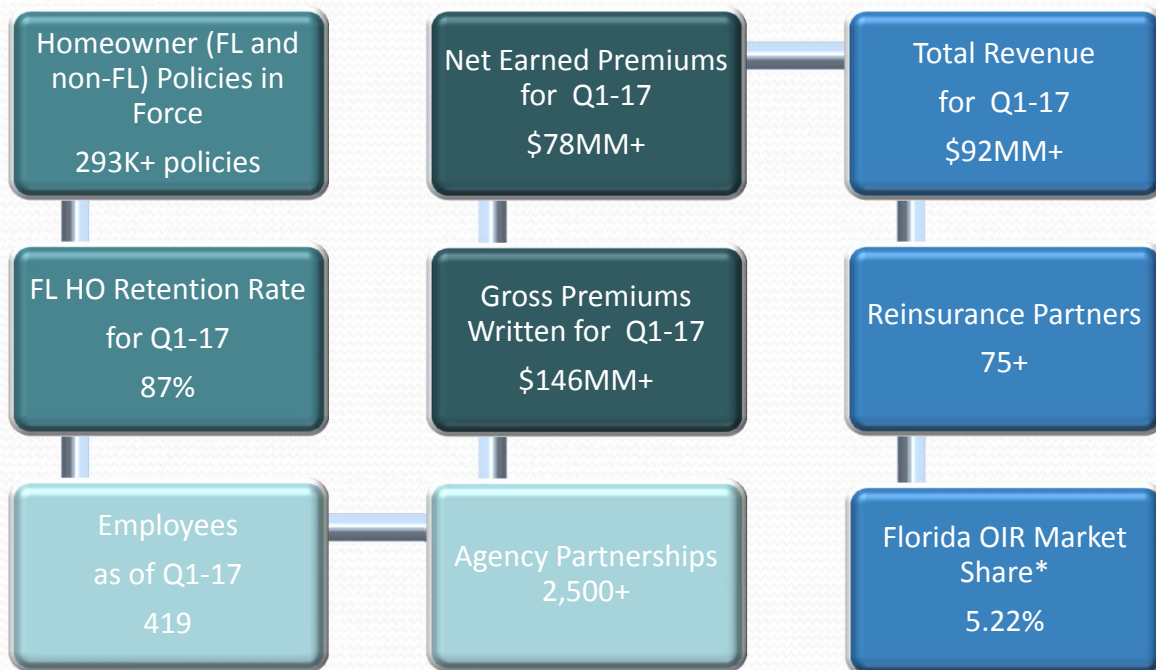 Homeowner (FL and
non-FL) Policies in
Force
293K+ policies
FL HO Retention Rate
for Q1-17
87%
Employees
as of Q1-17
419
Agency Partnerships
2,500+
Gross Premiums
Written for Q1-17
$146MM+
Net Earned Premiums
for Q1-17
$78MM+
Total Revenue
for Q1-17
$92MM+
Reinsurance Partners
75+
Florida OIR Market
Share*
5.22%